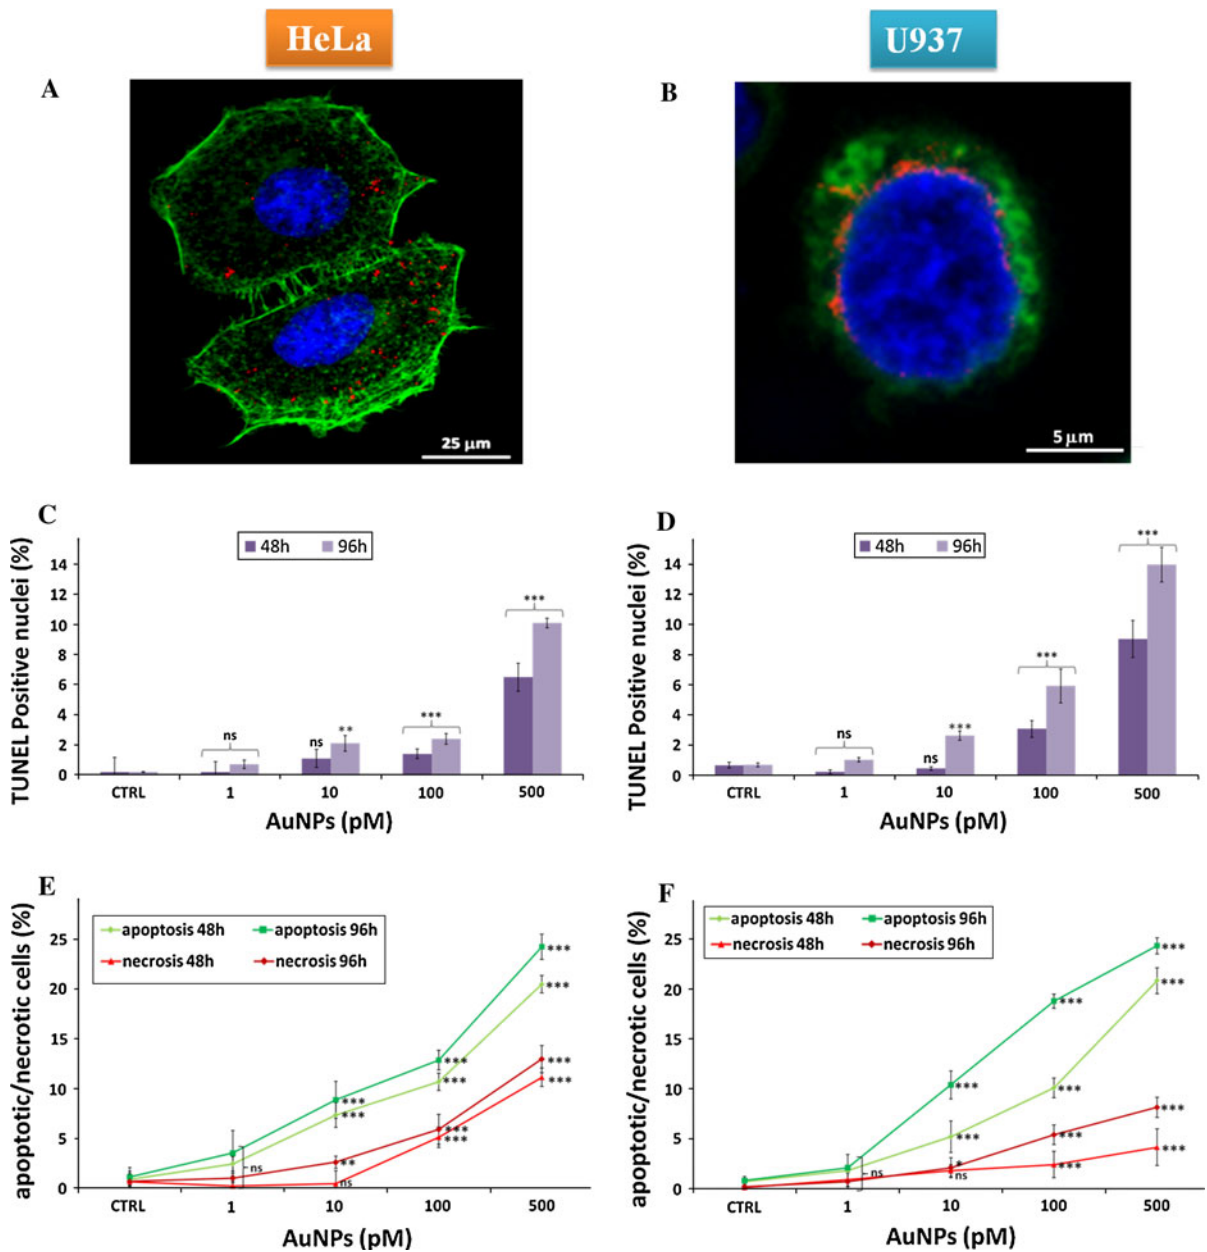 HeLa
U937
A
B
25 µm
5 µm
C
TUNEL Positive nuclei (%)
48h 96h
14
12
10
8
6
4
2
0
ns
ns
**
***
***
CTRL 1 10 100 500
AuNPs (pM)
D
TUNEL Positive nuclei (%)
48h 96h
14
12
10
8
6
4
2
0
ns
ns
***
***
***
CTRL 1 10 100 500
AuNPs (pM)
E
apoptotic/necrotic cells (%)
apoptosis 48h apoptosis 96h
necrosis 48h necrosis 96h
25
20
15
10
5
0
ns
***
***
**
ns
***
***
***
***
***
***
***
***
CTRL 1 10 100 500
AuNPs (pM)
F
apoptotic/necrotic cells (%)
apoptosis 48h apoptosis 96h
necrosis 48h necrosis 96h
25
20
15
10
5
0
ns
***
***
*
ns
***
***
***
***
***
***
***
***
CTRL 1 10 100 500
AuNPs (pM)